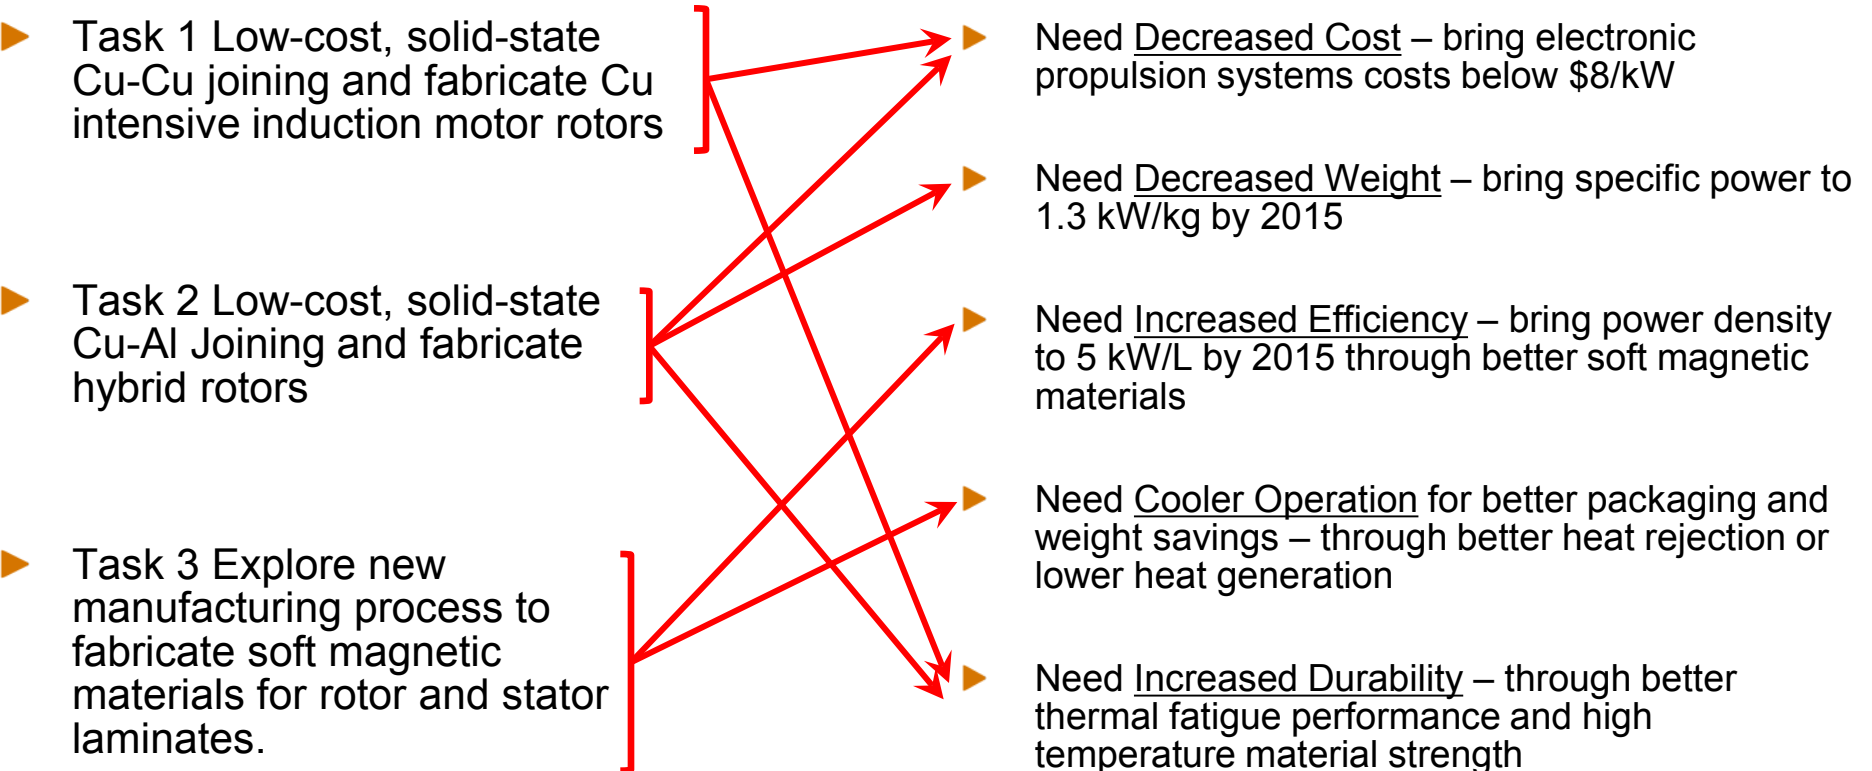 Task 1 Low-cost, solid-state
Cu-Cu joining and fabricate Cu
intensive induction motor rotors
Task 2 Low-cost, solid-state
Cu-Al Joining and fabricate
hybrid rotors
Task 3 Explore new
manufacturing process to
fabricate soft magnetic
materials for rotor and stator
laminates.
Need Decreased Cost – bring electronic
propulsion systems costs below $8/kW
Need Decreased Weight – bring specific power to
1.3 kW/kg by 2015
Need Increased Efficiency – bring power density
to 5 kW/L by 2015 through better soft magnetic
materials
Need Cooler Operation for better packaging and
weight savings – through better heat rejection or
lower heat generation
Need Increased Durability – through better
thermal fatigue performance and high
temperature material strength